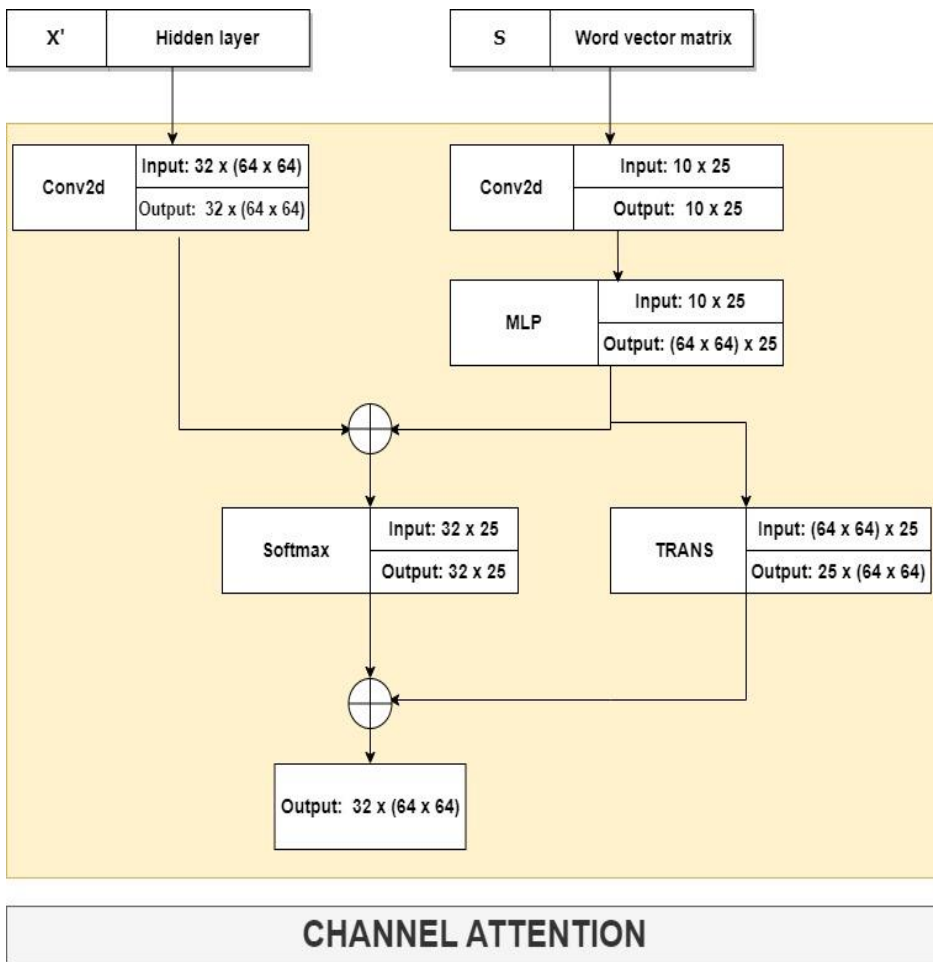 X'
Hidden layer
S
Word vector matrix
Conv2d
Input: 32 x (64 x 64)
Output: 32 x (64 x 64)
Conv2d
Input: 10 x 25
Output: 10 x 25
MLP
Input: 10 x 25
Output: (64 x 64) x 25
Softmax
Input: 32 x 25
Output: 32 x 25
TRANS
Input: (64 x 64) x 25
Output: 25 x (64 x 64)
Output: 32 x (64 x 64)
CHANNEL ATTENTION